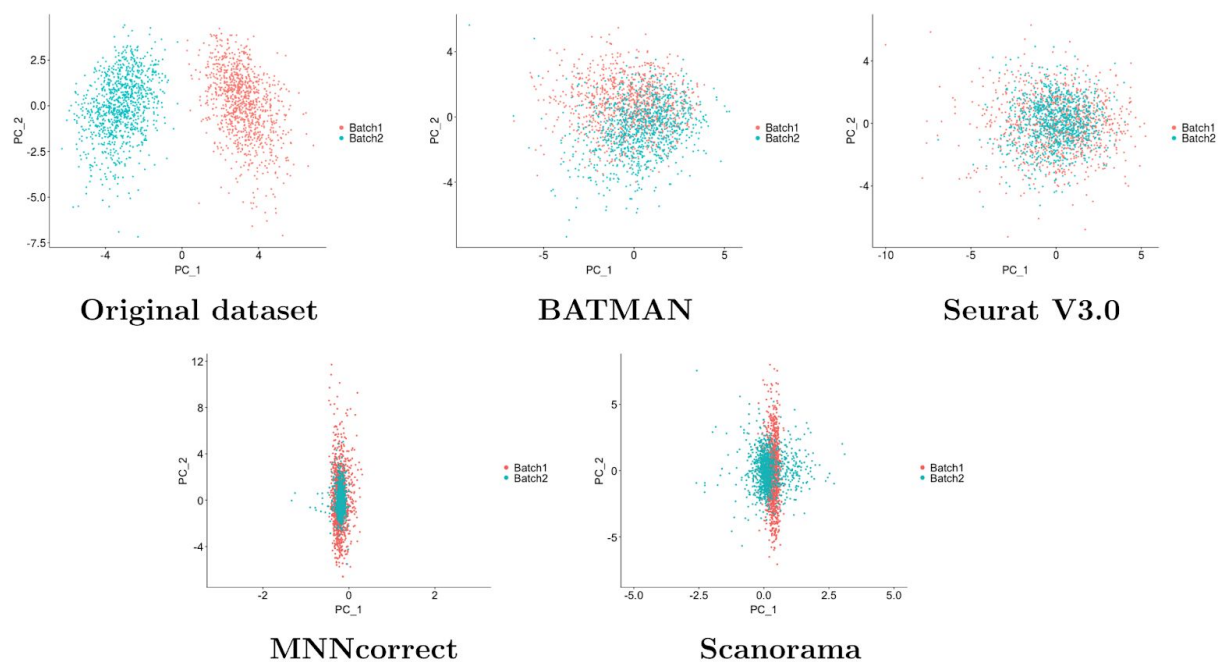 2.5
0.0
-2.5
-5.0
-7.5
PC_2
-4
0
4
PC_1
Batch1
Batch2
Original dataset
4
0
-4
PC_2
-5
0
5
PC_1
Batch1
Batch2
BATMAN
4
0
-4
PC_2
-10
-5
0
5
PC_1
Batch1
Batch2
Seurat V3.0
12
8
4
0
-4
PC_2
-2
0
2
PC_1
Batch1
Batch2
MNNcorrect
5
0
-5
PC_2
-5.0
-2.5
0.0
2.5
5.0
PC_1
Batch1
Batch2
Scanorama